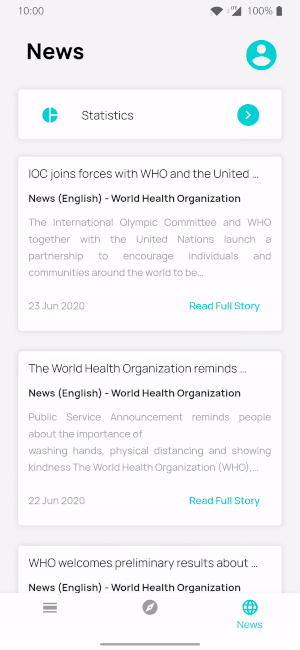 10:00
100%
News
Statistics
IOC joins forces with WHO and the United ...
News (English) - World Health Organization
The International Olympic Committee and WHO
together with the United Nations launch a
partnership to encourage individuals and
communities around the world to be...
23 Jun 2020
Read Full Story
The World Health Organization reminds ...
News (English) - World Health Organization
Public Service Announcement reminds people
about the importance of
washing hands, physical distancing and showing
kindness The World Health Organization (WHO),...
22 Jun 2020
Read Full Story
WHO welcomes preliminary results about ...
News (English) - World Health Organization
News